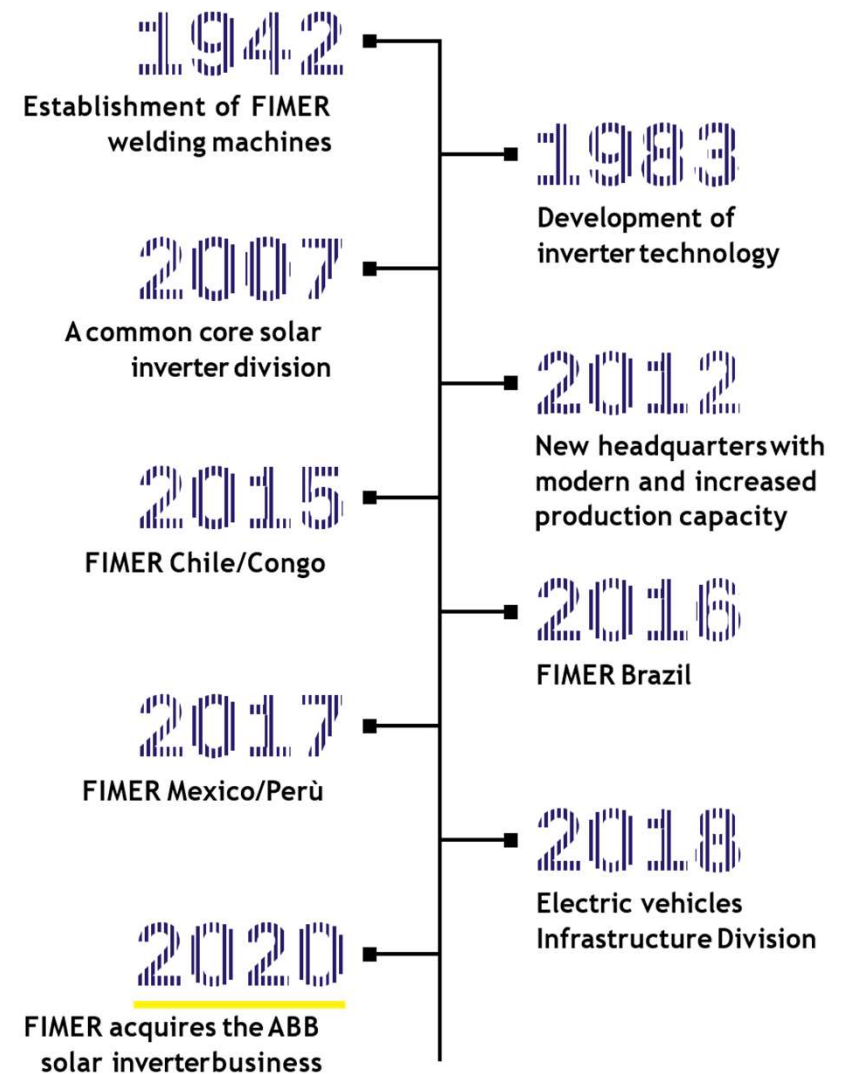 1942
Establishment of FIMER
welding machines
1983
Development of
inverter technology
2007
A common core solar
inverter division
2012
New headquarters with
modern and increased
production capacity
2015
FIMER Chile/Congo
2016
FIMER Brazil
2017
FIMER Mexico/Perù
2018
Electric vehicles
Infrastructure Division
2020
FIMER acquires the ABB
solar inverter business